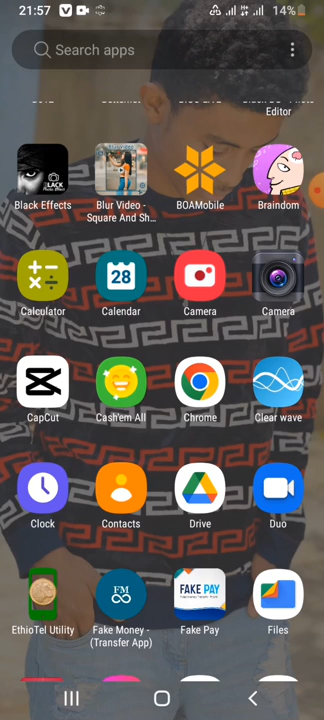 21:57
14%
Search apps
Editor
Black Effects
Blur Video -
Square And Sh...
BOAMobile
Braindom
Calculator
28
Calendar
Camera
Camera
CapCut
Cash'em All
Chrome
Clear wave
Clock
Contacts
Drive
Duo
EthioTel Utility
FM
Fake Money -
(Transfer App)
FAKE PAY
Fake Pay
Files